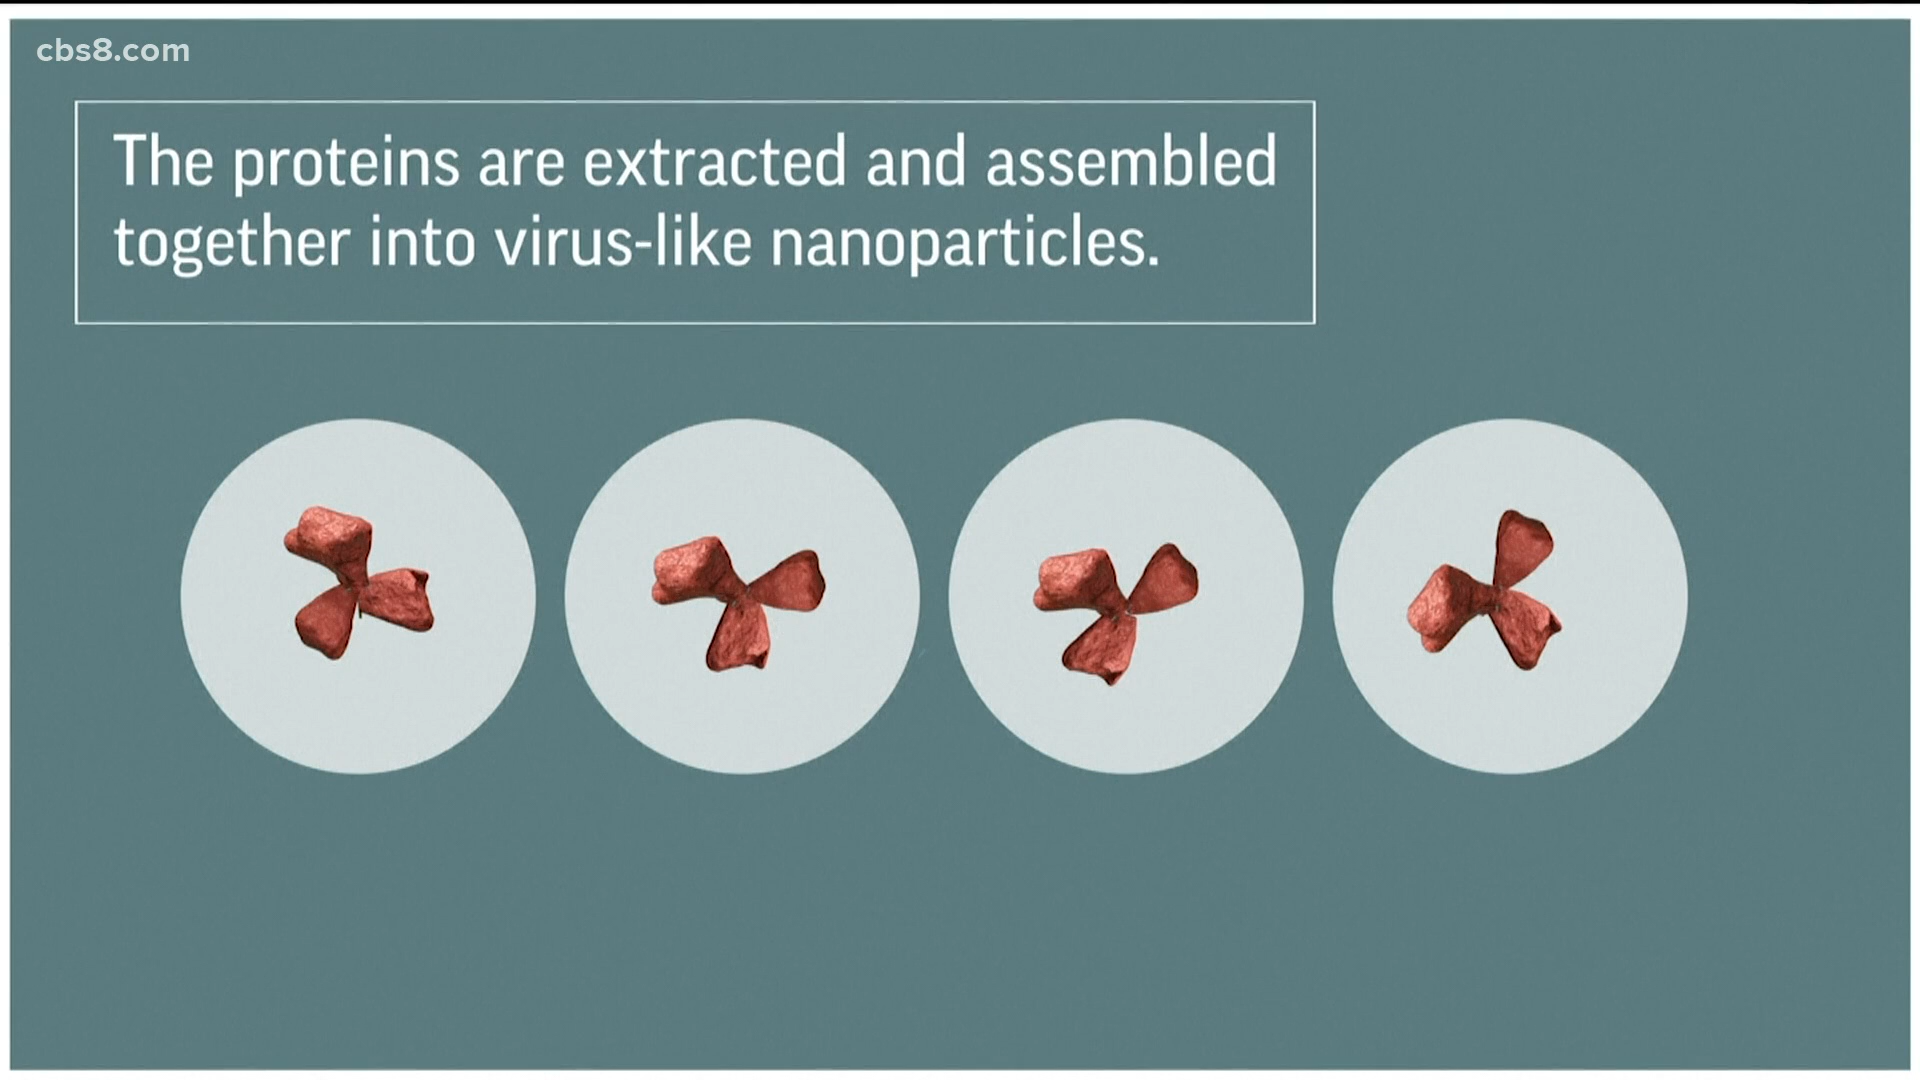 cbs8.com
The proteins are extracted and assembled
together into virus-like nanoparticles.